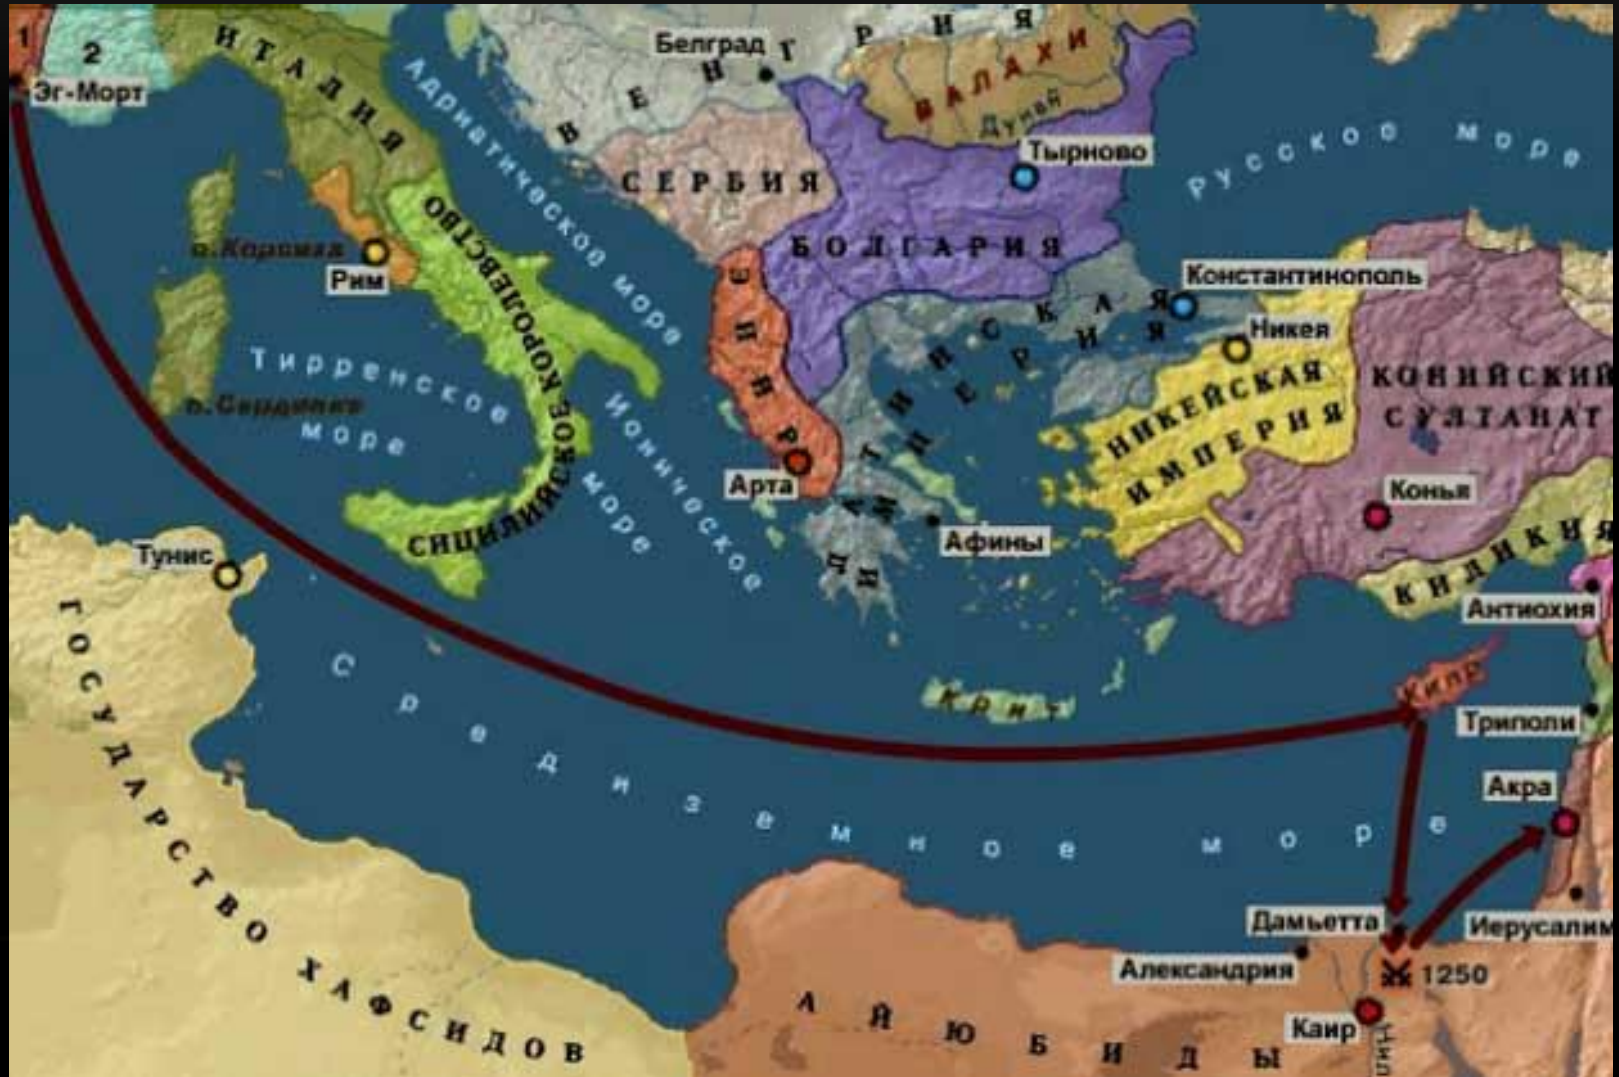 1
2
Эг-Морт
ИТАЛИЯ
Адриатическое море
Белград
ВЕНГРИЯ
ВАЛАХИ
Дунай
Тырново
Русское море
СЕРБИЯ
БОЛГАРИЯ
о.Корсика
Рим
СИЦИЛИЙСКОЕ КОРОЛЕВСТВО
ЭПИР
Константинополь
Никея
ЛАТИНСКАЯ
ИМПЕРИЯ
НИКЕЙСКАЯ
ИМПЕРИЯ
КОНИЙСКИЙ
СУЛТАНАТ
Тирренское
море
Ионическое
море
Арта
Афины
Конья
КИЛИКИЯ
Антиохия
Тунис
ГОСУДАРСТВО ХАФСИДОВ
Средиземное море
Крит
Кипр
Триполи
Акра
Дамьетта
Иерусалим
Александрия
1250
Каир
Нил
АЙЮБИДЫ